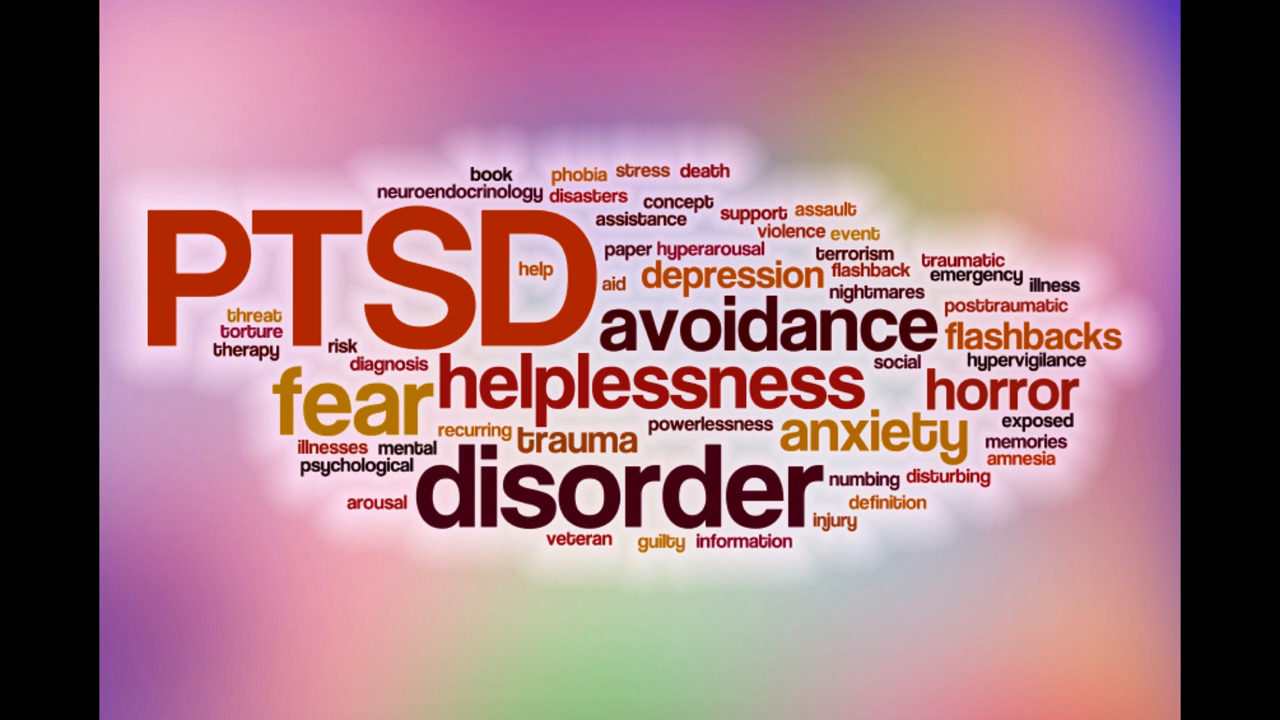 book phobia stress death
neuroendocrinology disasters concept
assistance support assault
violence event
PTSD
help
paper hyperarousal terrorism traumatic
aid depression flashback emergency illness
nightmares posttraumatic
threat
torture
therapy risk
avoidance flashbacks
diagnosis social hypervigilance
fear helplessness horror
recurring trauma powerlessness anxiety exposed
illnesses mental memories
psychological amnesia
arousal disorder numbing disturbing
definition
injury
veteran guilty information